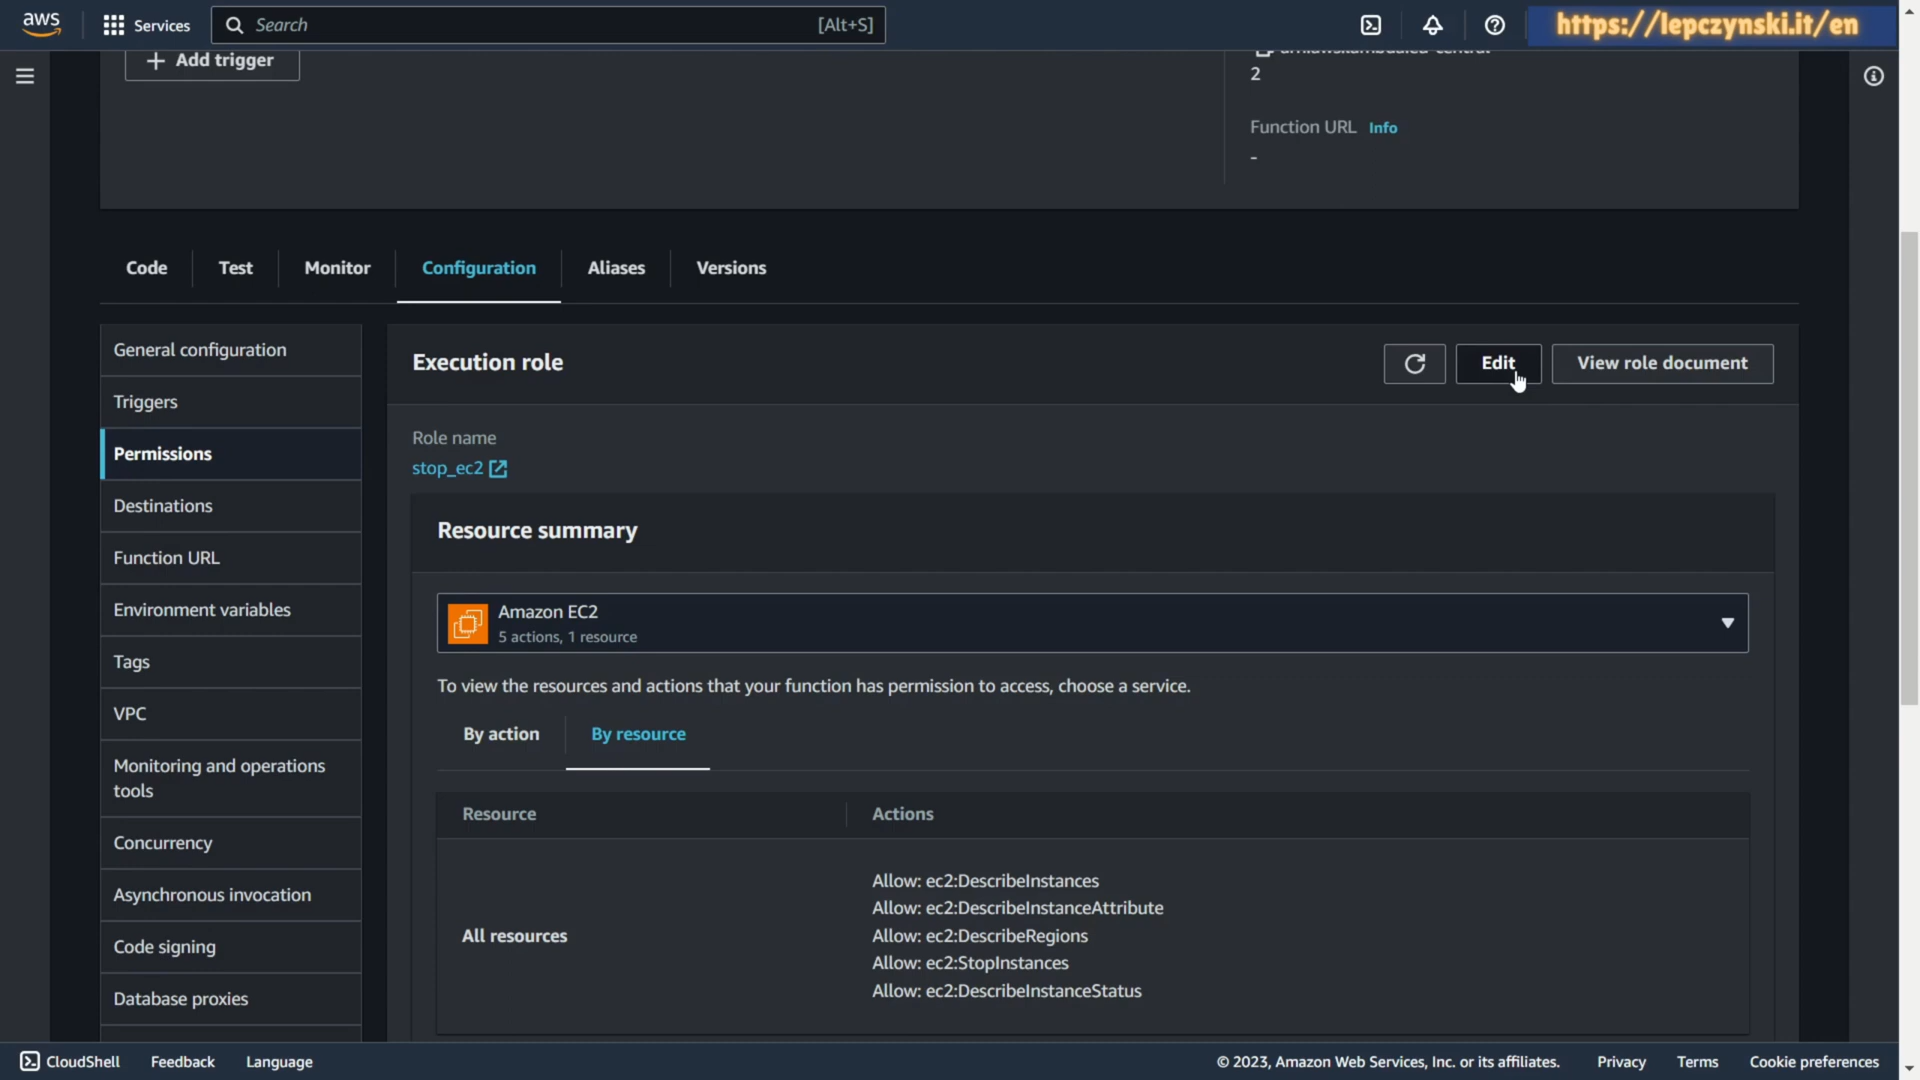 aws
Services
Search
[Alt+S]
https://lepczynski.it/en
+ Add trigger
2
Function URL Info
-
Code
Test
Monitor
Configuration
Aliases
Versions
General configuration
Triggers
Permissions
Destinations
Function URL
Environment variables
Tags
VPC
Monitoring and operations
tools
Concurrency
Asynchronous invocation
Code signing
Database proxies
Execution role
Edit
View role document
Role name
stop_ec2
Resource summary
Amazon EC2
5 actions, 1 resource
To view the resources and actions that your function has permission to access, choose a service.
By action
By resource
Resource
Actions
All resources
Allow: ec2:DescribeInstances
Allow: ec2:DescribeInstanceAttribute
Allow: ec2:DescribeRegions
Allow: ec2:StopInstances
Allow: ec2:DescribeInstanceStatus
CloudShell
Feedback
Language
© 2023, Amazon Web Services, Inc. or its affiliates.
Privacy
Terms
Cookie preferences